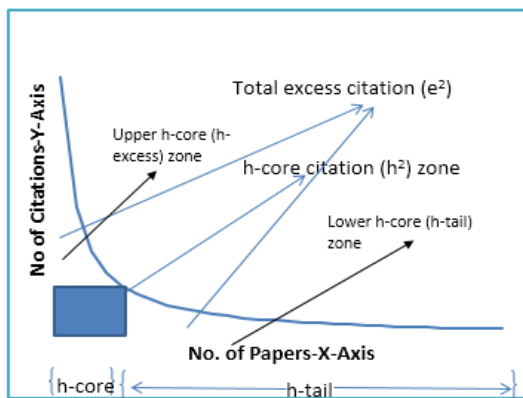 Total excess citation (e²)
Upper h-core (h-
excess) zone
h-core citation (h²) zone
No of Citations-Y-Axis
Lower h-core (h-tail)
zone
No. of Papers-X-Axis
h-core
h-tail